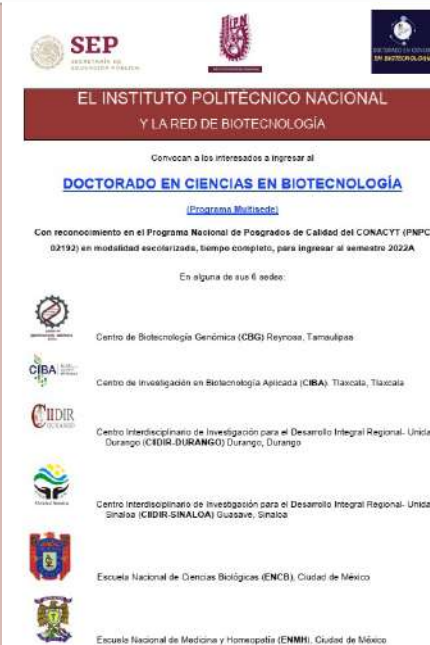 SEP
SECRETARÍA DE
EDUCACIÓN PÚBLICA
IPN
EL INSTITUTO POLITÉCNICO NACIONAL
Y LA RED DE BIOTECNOLOGÍA
Convocan a los interesados a ingresar al
DOCTORADO EN CIENCIAS EN BIOTECNOLOGÍA
(Programa Multisede)
Con reconocimiento en el Programa Nacional de Posgrados de Calidad del CONACYT (PNPC
02192) en modalidad escolarizada, tiempo completo, para ingresar al semestre 2022A
En alguna de sus 6 sedes:
Centro de Biotecnología Genómica (CBG) Reynosa, Tamaulipas
CIBA
Centro de Investigación en Biotecnología Aplicada (CIBA). Tlaxcala, Tlaxcala
CIIDIR
DURANGO
Centro Interdisciplinario de Investigación para el Desarrollo Integral Regional- Unida
Durango (CIIDIR-DURANGO) Durango, Durango
Centro Interdisciplinario de Investigación para el Desarrollo Integral Regional- Unida
Sinaloa (CIIDIR-SINALOA) Guasave, Sinaloa
Escuela Nacional de Ciencias Biológicas (ENCB), Ciudad de México
Escuela Nacional de Medicina y Homeopatía (ENMH), Ciudad de México